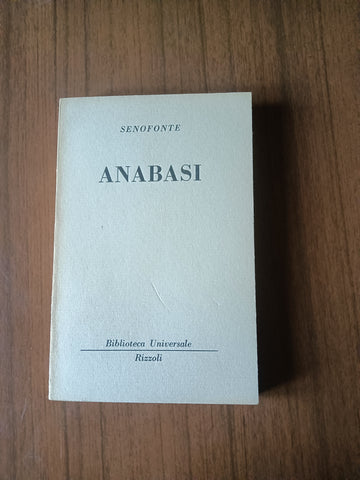 SENOFONTE
ANABASI
Biblioteca Universale
Rizzoli